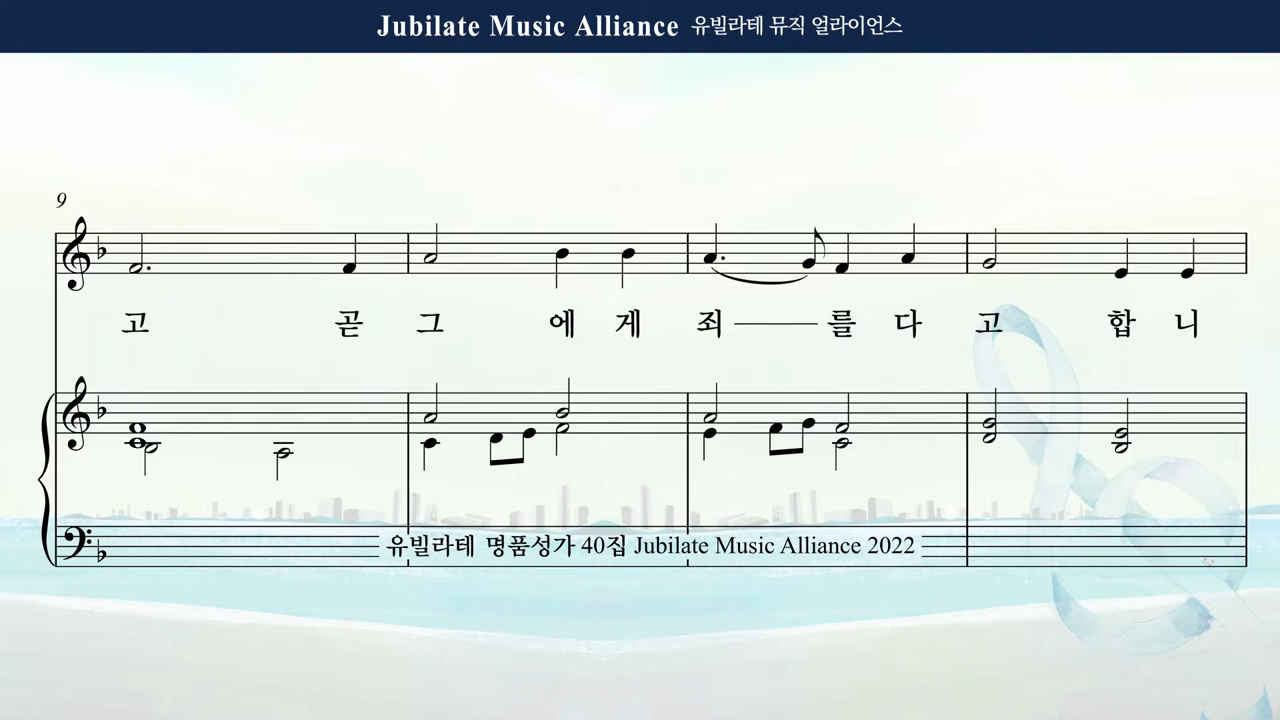 Jubilate Music Alliance 유빌라테 뮤직 얼라이언스
9
고 곧 그 에 게 죄 를 다 고 합 니
유빌라테 명품성가 40집 Jubilate Music Alliance 2022